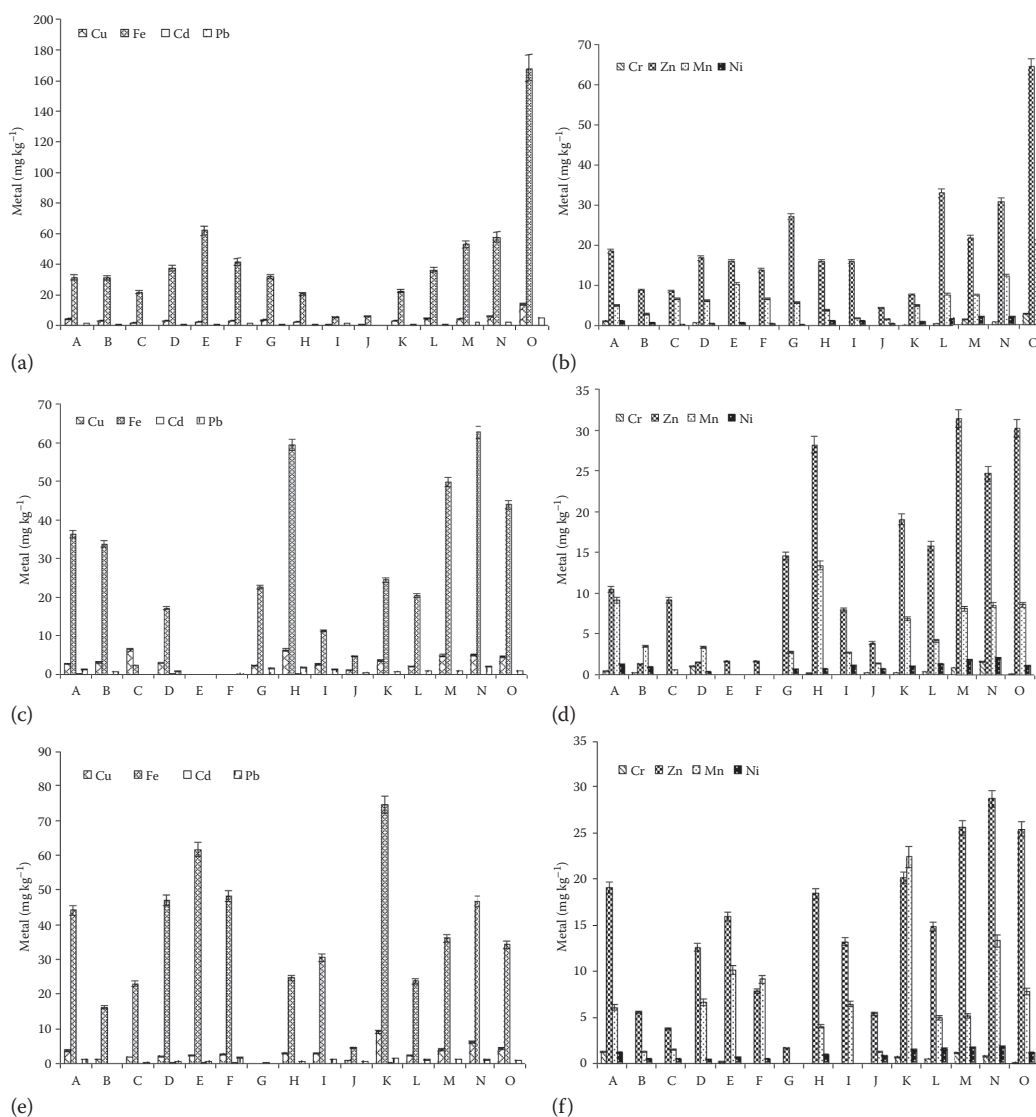 200
180
160
140
120
100
80
60
40
20
0
Metal (mg kg−1)
Cu Fe Cd Pb
A B C D E F G H I J K L M N O
(a)
70
60
50
40
30
20
10
0
Metal (mg kg−1)
Cr Zn Mn Ni
A B C D E F G H I J K L M N O
(b)
70
60
50
40
30
20
10
0
Metal (mg kg−1)
Cu Fe Cd Pb
A B C D E F G H I J K L M N O
(c)
35
30
25
20
15
10
5
0
Metal (mg kg−1)
Cr Zn Mn Ni
A B C D E F G H I J K L M N O
(d)
90
80
70
60
50
40
30
20
10
0
Metal (mg kg−1)
Cu Fe Cd Pb
A B C D E F G H I J K L M N O
(e)
35
30
25
20
15
10
5
0
Metal (mg kg−1)
Cr Zn Mn Ni
A B C D E F G H I J K L M N O
(f)